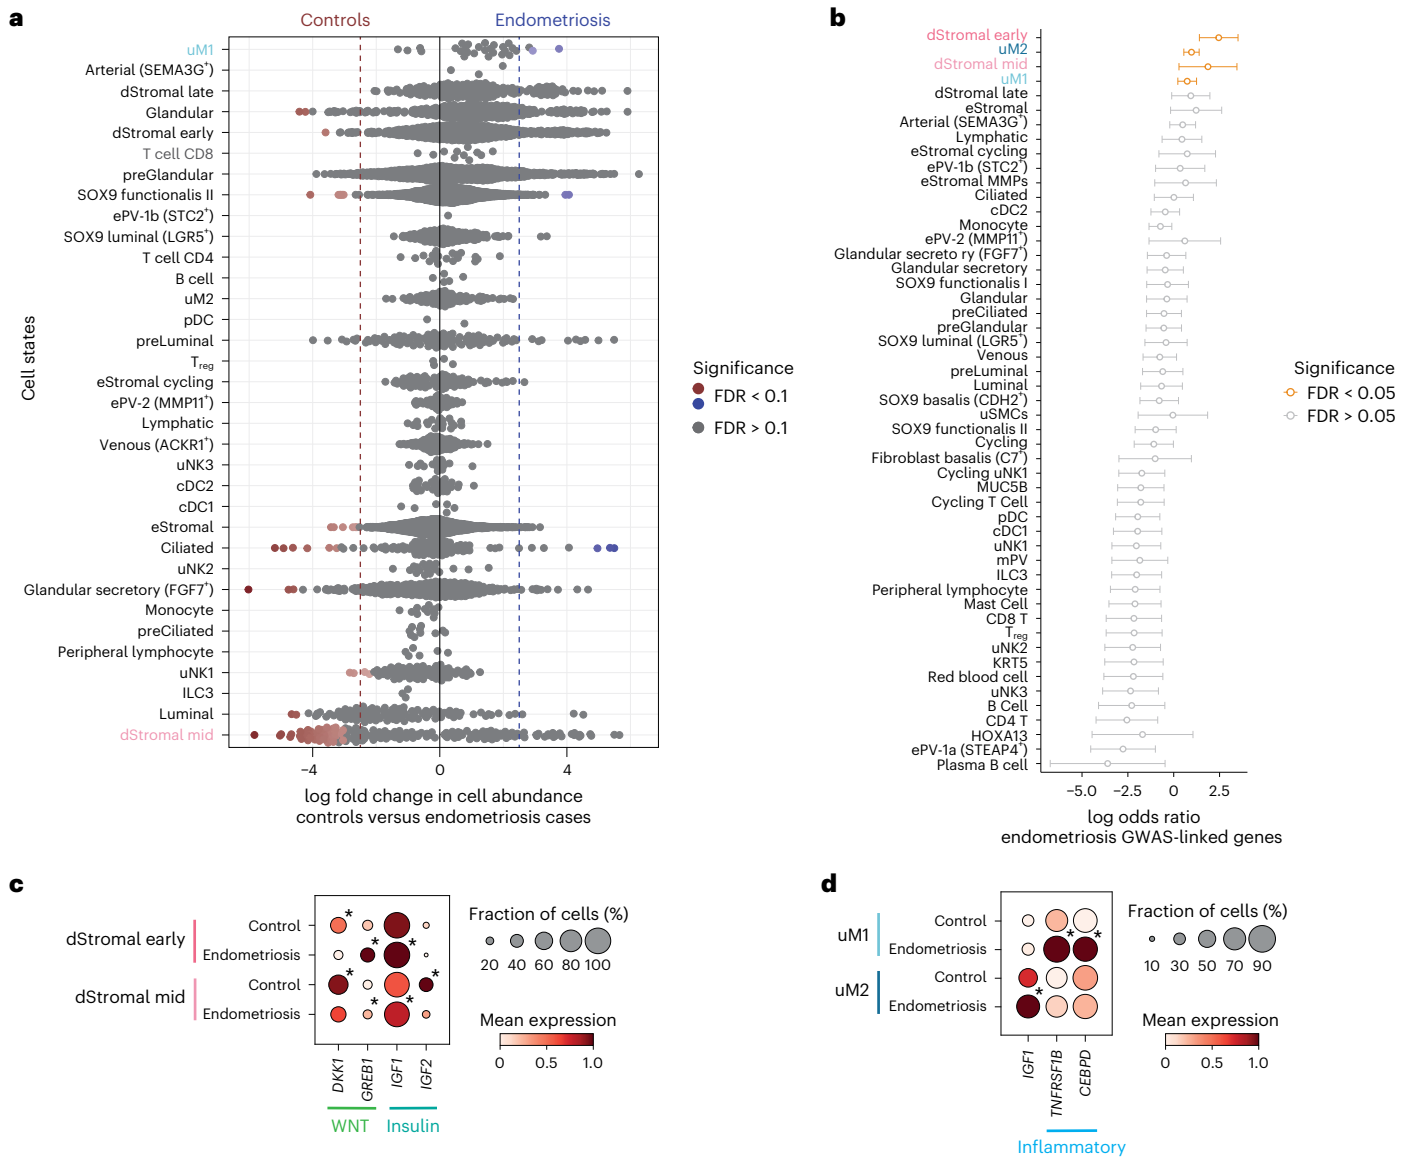 a
Controls
Endometriosis
uM1
Arterial (SEMA3G+)
dStromal late
Glandular
dStromal early
T cell CD8
preGlandular
SOX9 functionalis II
ePV-1b (STC2+)
SOX9 luminal (LGR5+)
T cell CD4
B cell
uM2
pDC
preLuminal
Treg
eStromal cycling
ePV-2 (MMP11+)
Lymphatic
Venous (ACKR1+)
uNK3
cDC2
cDC1
eStromal
Ciliated
uNK2
Glandular secretory (FGF7+)
Monocyte
preCiliated
Peripheral lymphocyte
uNK1
ILC3
Luminal
dStromal mid
Cell states
−4 0 4
log fold change in cell abundance
controls versus endometriosis cases
Significance
FDR < 0.1
FDR > 0.1
b
dStromal early
uM2
dStromal mid
uM1
dStromal late
eStromal
Arterial (SEMA3G+)
Lymphatic
eStromal cycling
ePV-1b (STC2+)
eStromal MMPs
Ciliated
cDC2
Monocyte
ePV-2 (MMP11+)
Glandular secreto ry (FGF7+)
Glandular secretory
SOX9 functionalis I
Glandular
preCiliated
preGlandular
SOX9 luminal (LGR5+)
Venous
preLuminal
Luminal
SOX9 basalis (CDH2+)
uSMCs
SOX9 functionalis II
Cycling
Fibroblast basalis (C7+)
Cycling uNK1
MUC5B
Cycling T Cell
pDC
cDC1
uNK1
mPV
ILC3
Peripheral lymphocyte
Mast Cell
CD8 T
Treg
uNK2
KRT5
Red blood cell
uNK3
B Cell
CD4 T
HOXA13
ePV-1a (STEAP4+)
Plasma B cell
−5.0 −2.5 0 2.5
log odds ratio
endometriosis GWAS-linked genes
Significance
FDR < 0.05
FDR > 0.05
c
dStromal early
dStromal mid
Control
Endometriosis
Control
Endometriosis
* 
* *
* *
* *
DKK1
GREB1
IGF1
IGF2
WNT
Insulin
Fraction of cells (%)
20 40 60 80 100
Mean expression
0 0.5 1.0
d
uM1
uM2
Control
Endometriosis
Control
Endometriosis
* *
*
IGF1
TNFRSF1B
CEBPD
Inflammatory
Fraction of cells (%)
10 30 50 70 90
Mean expression
0 0.5 1.0